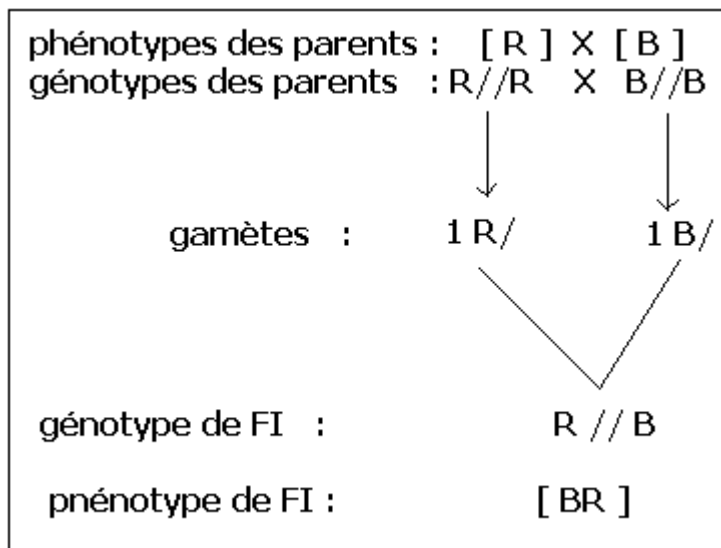 phénotypes des parents : [ R ] X [ B ]
génotypes des parents : R//R X B//B
gamètes : 1 R/ 1 B/
génotype de FI : R // B
pnénotype de FI : [ BR ]